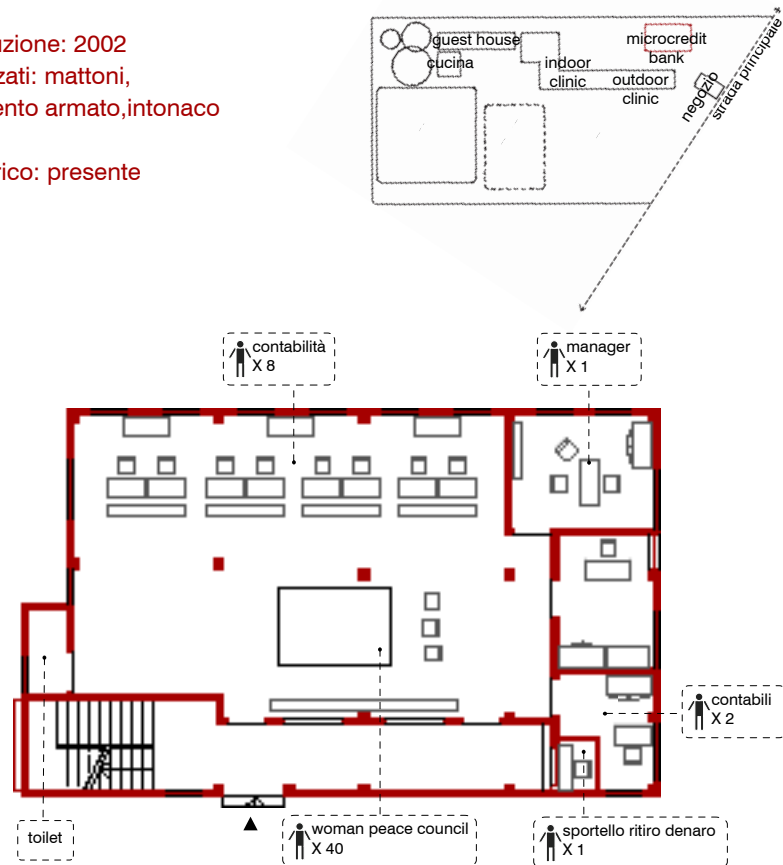 uzione: 2002
zati: mattoni,
ento armato,intonaco
rico: presente
guest house
cucina
indoor
clinic
outdoor
clinic
microcredit
bank
negozio
strada principale
contabilità
X 8
manager
X 1
contabili
X 2
toilet
woman peace council
X 40
sportello ritiro denaro
X 1